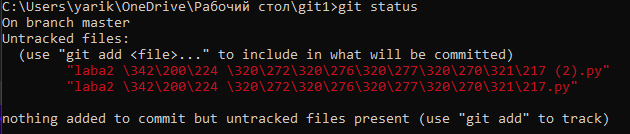 C:\Users\yarik\OneDrive\Рабочий стол\git1>git status
On branch master
Untracked files:
  (use "git add <file>..." to include in what will be committed)
        "laba2 \342\200\224 \320\272\320\276\320\277\320\270\321\217 (2).py"
        "laba2 \342\200\224 \320\272\320\276\320\277\320\270\321\217.py"
nothing added to commit but untracked files present (use "git add" to track)